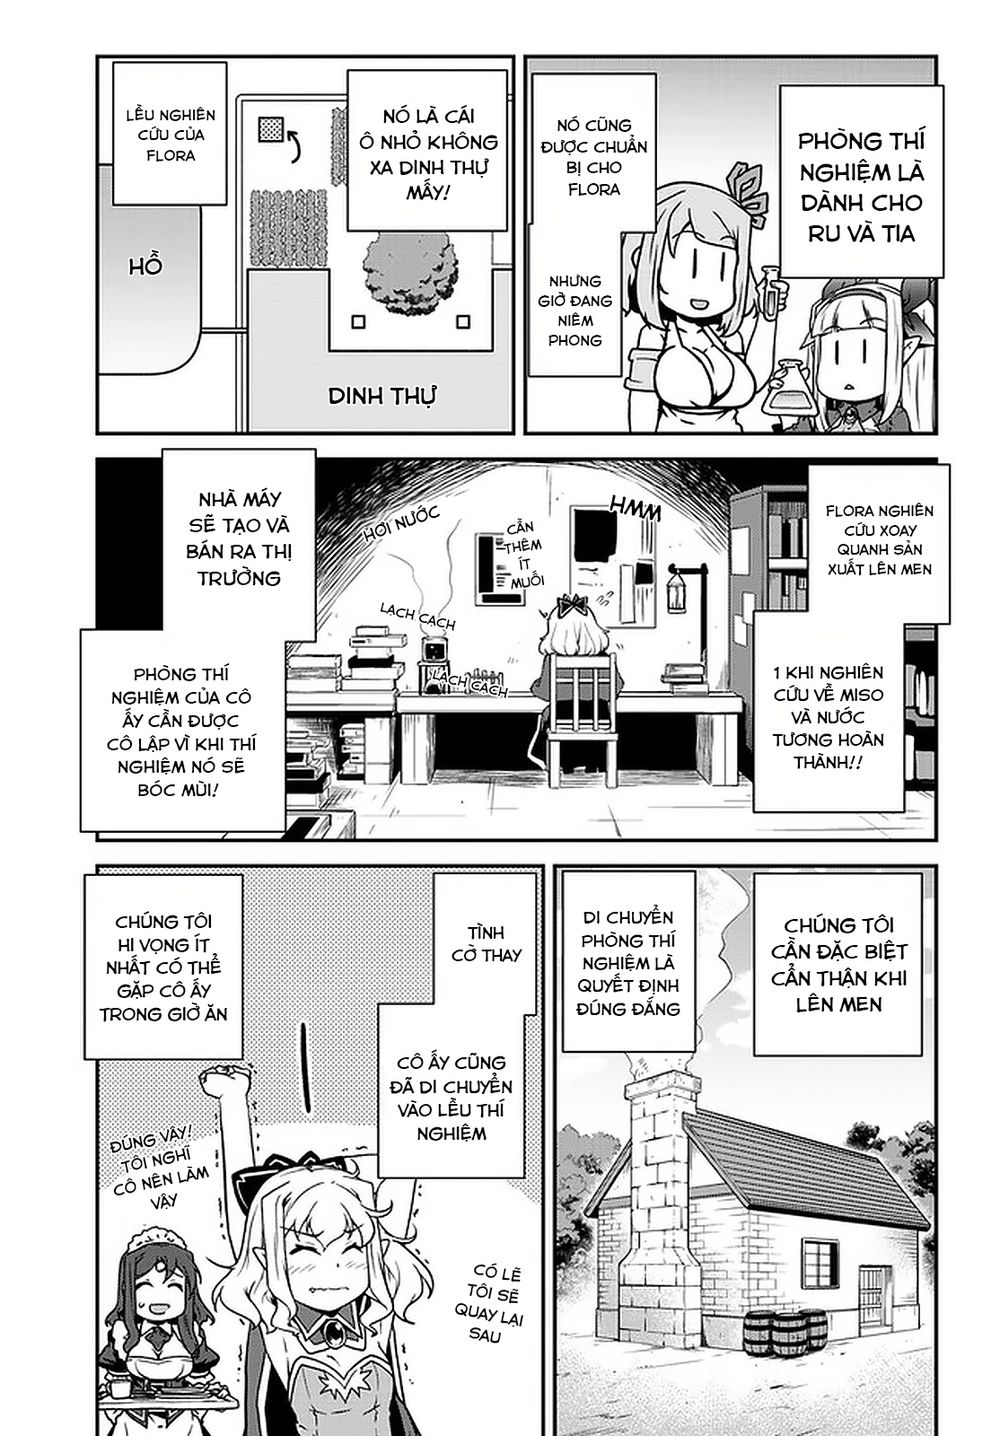 PHÒNG THÍ
NGHIỆM LÀ
DÀNH CHO
RU VÀ TIA
NÓ CŨNG
ĐƯỢC CHUẨN
BỊ CHO
FLORA
NHƯNG
GIỜ ĐANG
NIÊM
PHONG
NÓ LÀ CÁI
Ô NHỎ KHÔNG
XA DINH THỰ
MẤY!
LỀU NGHIÊN
CỨU CỦA
FLORA
HỒ
DINH THỰ
FLORA NGHIÊN
CỨU XOAY
QUANH SẢN
XUẤT LÊN MEN
1 KHI NGHIÊN
CỨU VỀ MISO
VÀ NƯỚC
TƯƠNG HOÀN
THÀNH!!
HMM
CẦN
THÊM
ÍT
MUỐI
HƠI NƯỚC
LẠCH CẠCH
LẠCH CẠCH
NHÀ MÁY
SẼ TẠO VÀ
BÁN RA THỊ
TRƯỜNG
PHÒNG THÍ
NGHIỆM CỦA CÔ
ẤY CẦN ĐƯỢC
CÔ LẬP VÌ KHI THÍ
NGHIỆM NÓ SẼ
BÓC MÙI!
CHÚNG TÔI
CẦN ĐẶC BIỆT
CẨN THẬN KHI
LÊN MEN
DI CHUYỂN
PHÒNG THÍ
NGHIỆM LÀ
QUYẾT ĐỊNH
ĐÚNG ĐẮNG
TÌNH
CỜ THAY
CÔ ẤY CŨNG
ĐÃ DI CHUYỂN
VÀO LỀU THÍ
NGHIỆM
CHÚNG TÔI
HI VỌNG ÍT
NHẤT CÓ THỂ
GẶP CÔ ẤY
TRONG GIỜ ĂN
CÓ LẼ
TÔI SẼ
QUAY LẠI
SAU
ĐÚNG VẬY!
TÔI NGHĨ
CÔ NÊN LÀM
VẬY